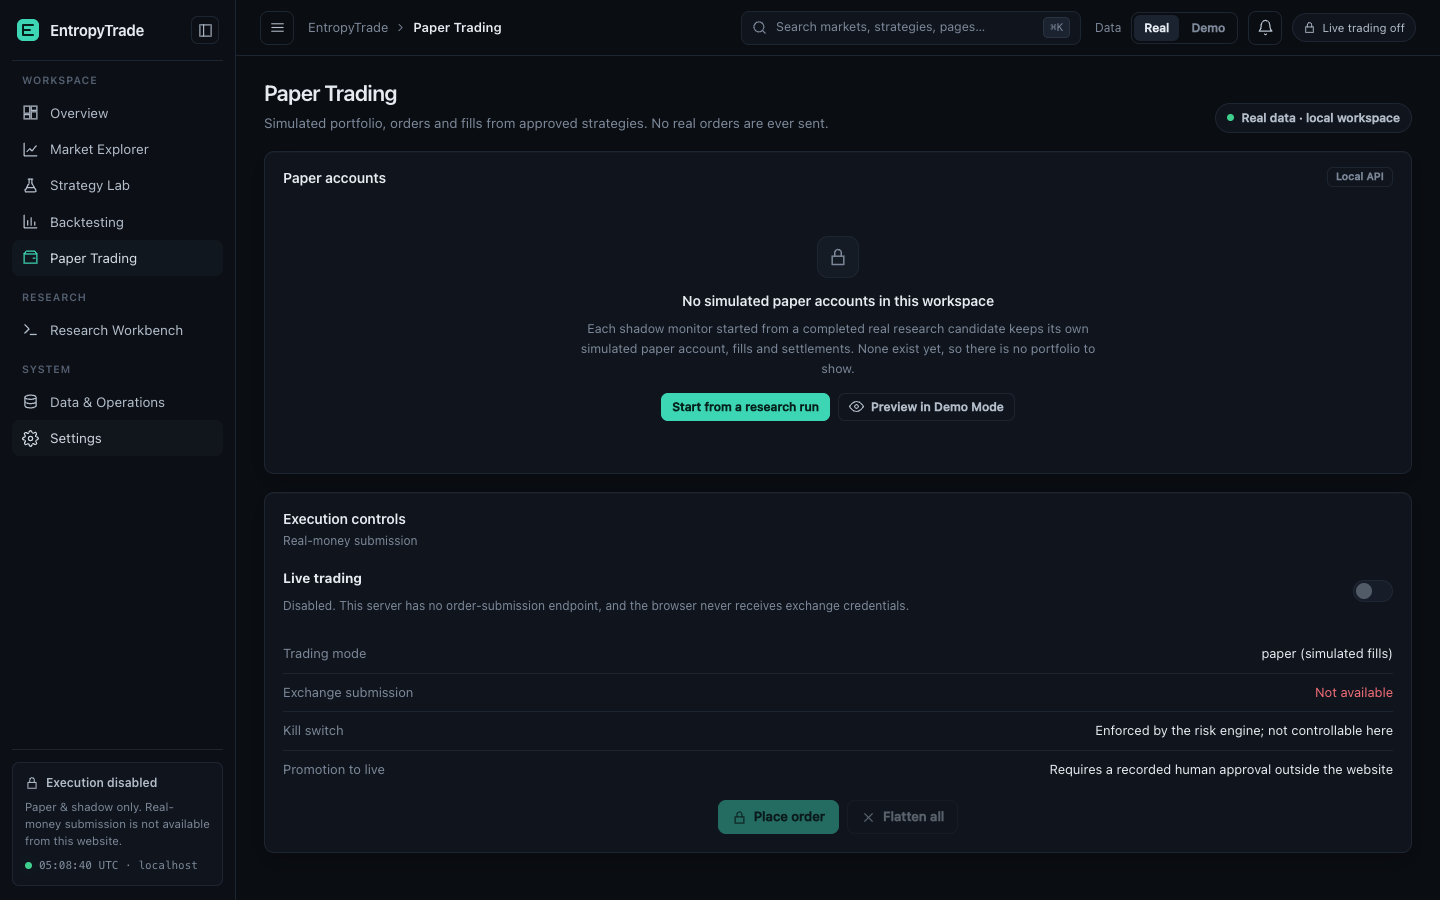 EntropyTrade
WORKSPACE
Overview
Market Explorer
Strategy Lab
Backtesting
Paper Trading
RESEARCH
Research Workbench
SYSTEM
Data & Operations
Settings
Execution disabled
Paper & shadow only. Real-
money submission is not available
from this website.
05:08:40 UTC · localhost
EntropyTrade > Paper Trading
Search markets, strategies, pages...
⌘K
Data
Real
Demo
Live trading off
Paper Trading
Simulated portfolio, orders and fills from approved strategies. No real orders are ever sent.
Real data · local workspace
Paper accounts
Local API
No simulated paper accounts in this workspace
Each shadow monitor started from a completed real research candidate keeps its own
simulated paper account, fills and settlements. None exist yet, so there is no portfolio to
show.
Start from a research run
Preview in Demo Mode
Execution controls
Real-money submission
Live trading
Disabled. This server has no order-submission endpoint, and the browser never receives exchange credentials.
Trading mode
paper (simulated fills)
Exchange submission
Not available
Kill switch
Enforced by the risk engine; not controllable here
Promotion to live
Requires a recorded human approval outside the website
Place order
Flatten all